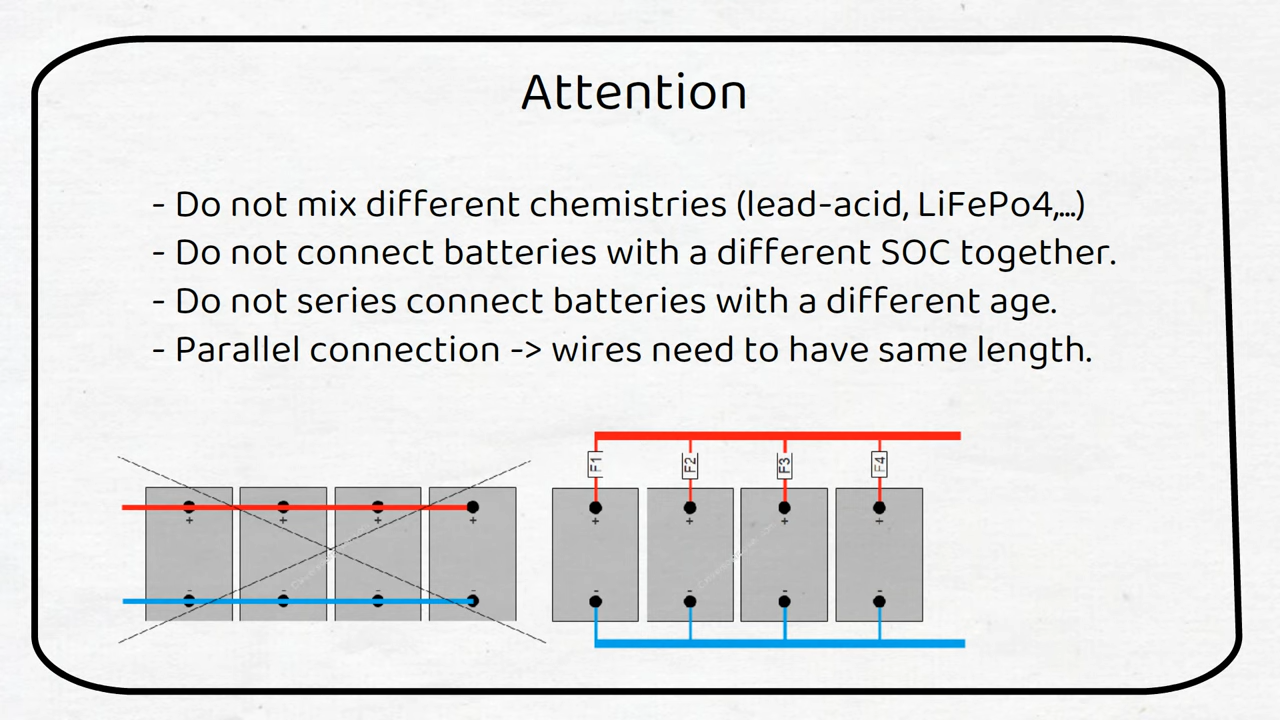 Attention
- Do not mix different chemistries (lead-acid, LiFePo4,...)
- Do not connect batteries with a different SOC together.
- Do not series connect batteries with a different age.
- Parallel connection -> wires need to have same length.
F1 F2 F3 F4
+ + + + + + + +
- - - - - - - -